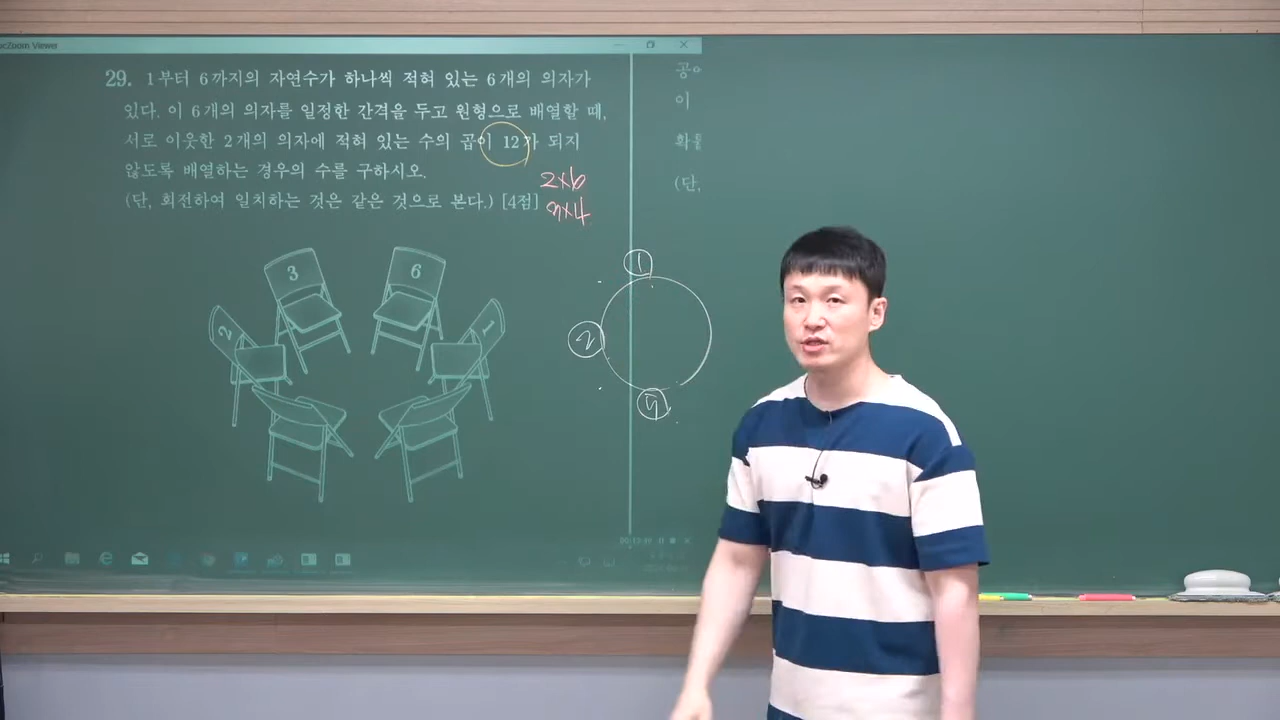 ocZoom Viewer
29. 1부터 6까지의 자연수가 하나씩 적혀 있는 6개의 의자가
있다. 이 6개의 의자를 일정한 간격을 두고 원형으로 배열할 때,
서로 이웃한 2개의 의자에 적혀 있는 수의 곱이 12가 되지
않도록 배열하는 경우의 수를 구하시오.
(단, 회전하여 일치하는 것은 같은 것으로 본다.) [4점]
2×6
3×4
이
(단,
3
6
2
1
1
2